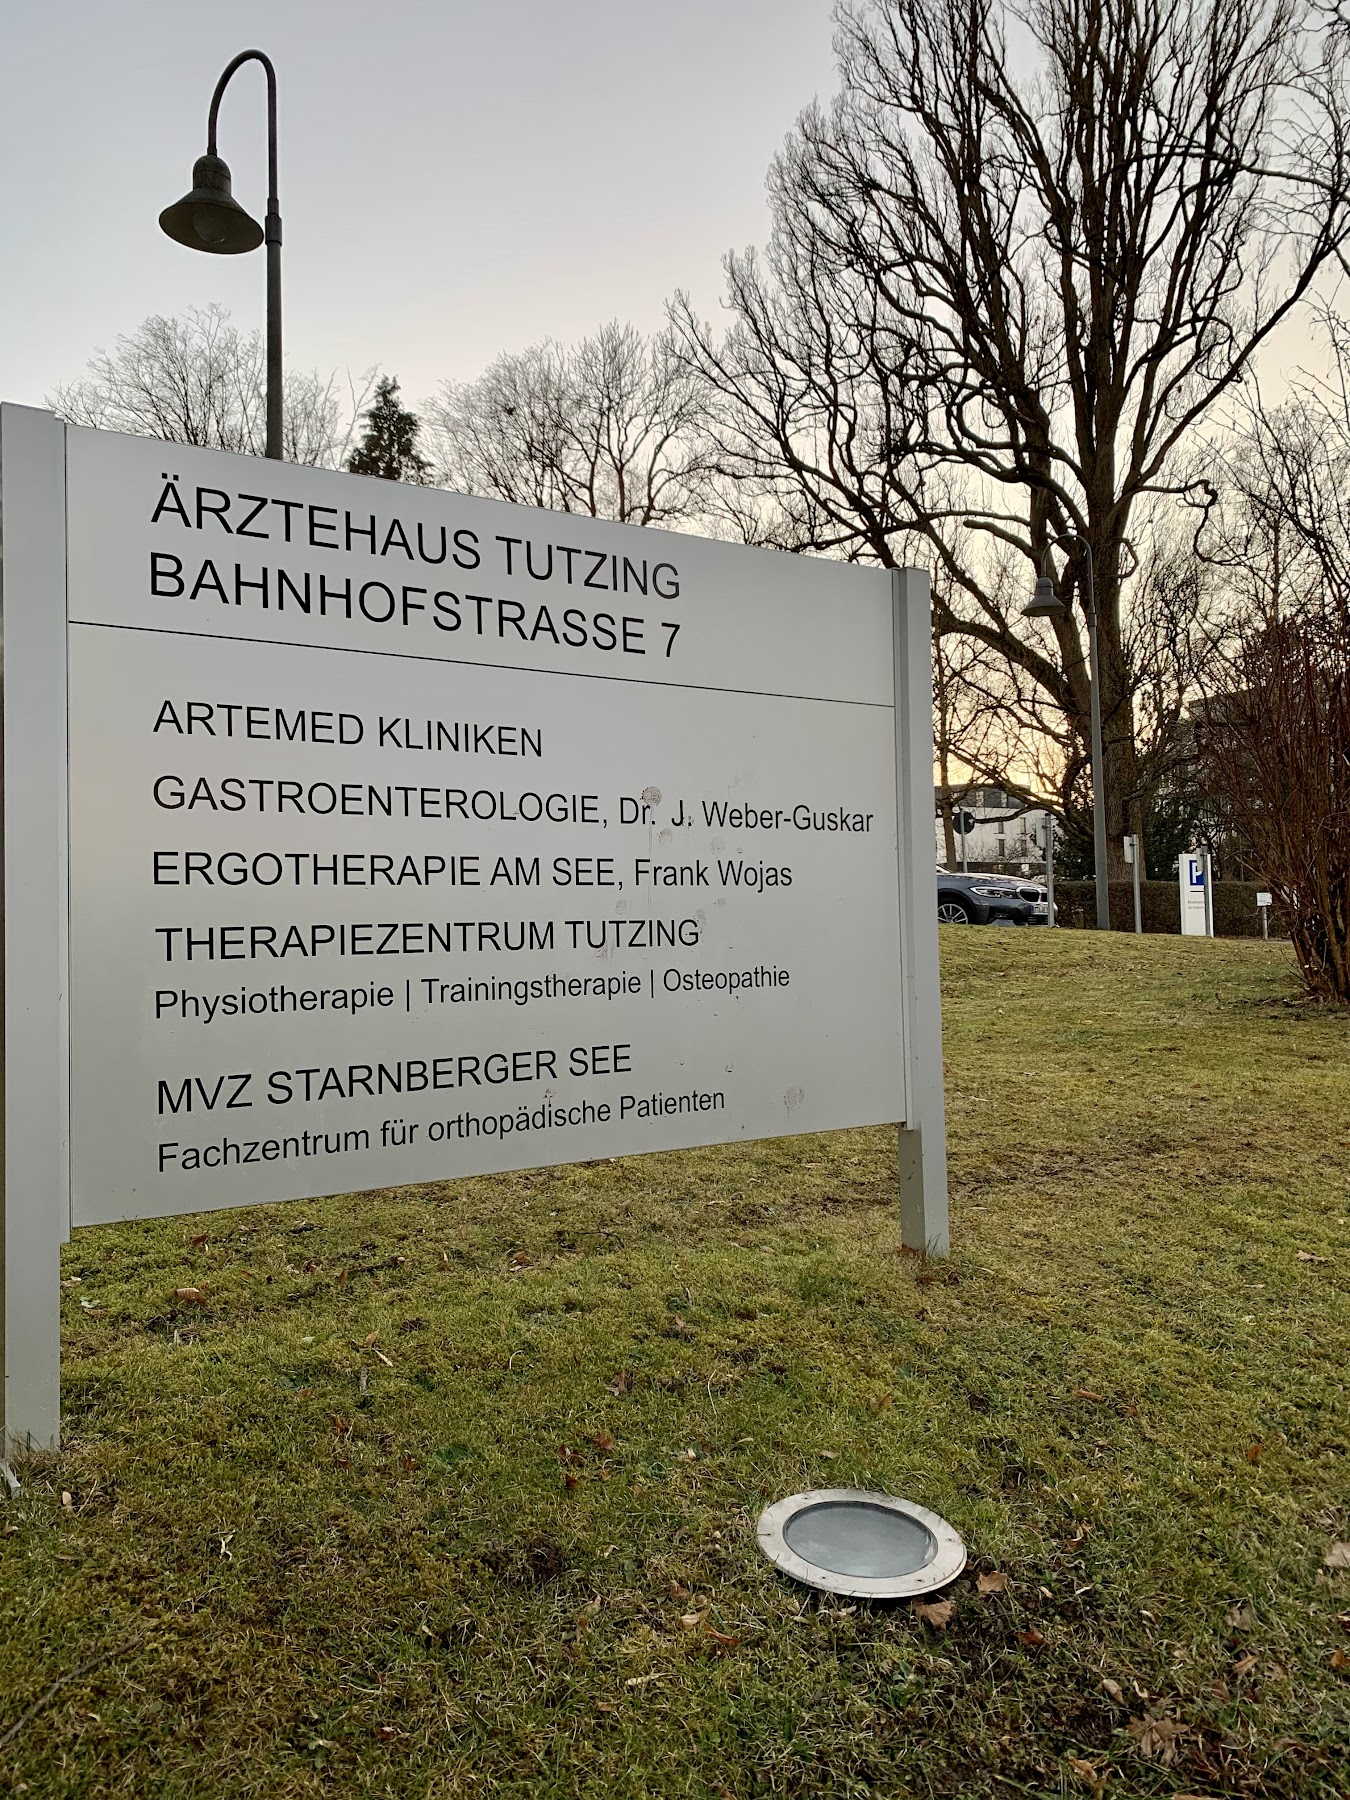 ÄRZTEHAUS TUTZING
BAHNHOFSTRASSE 7
ARTEMED KLINIKEN
GASTROENTEROLOGIE, Dr. J. Weber-Guskar
ERGOTHERAPIE AM SEE, Frank Wojas
THERAPIEZENTRUM TUTZING
Physiotherapie | Trainingstherapie | Osteopathie
MVZ STARNBERGER SEE
Fachzentrum für orthopädische Patienten
P